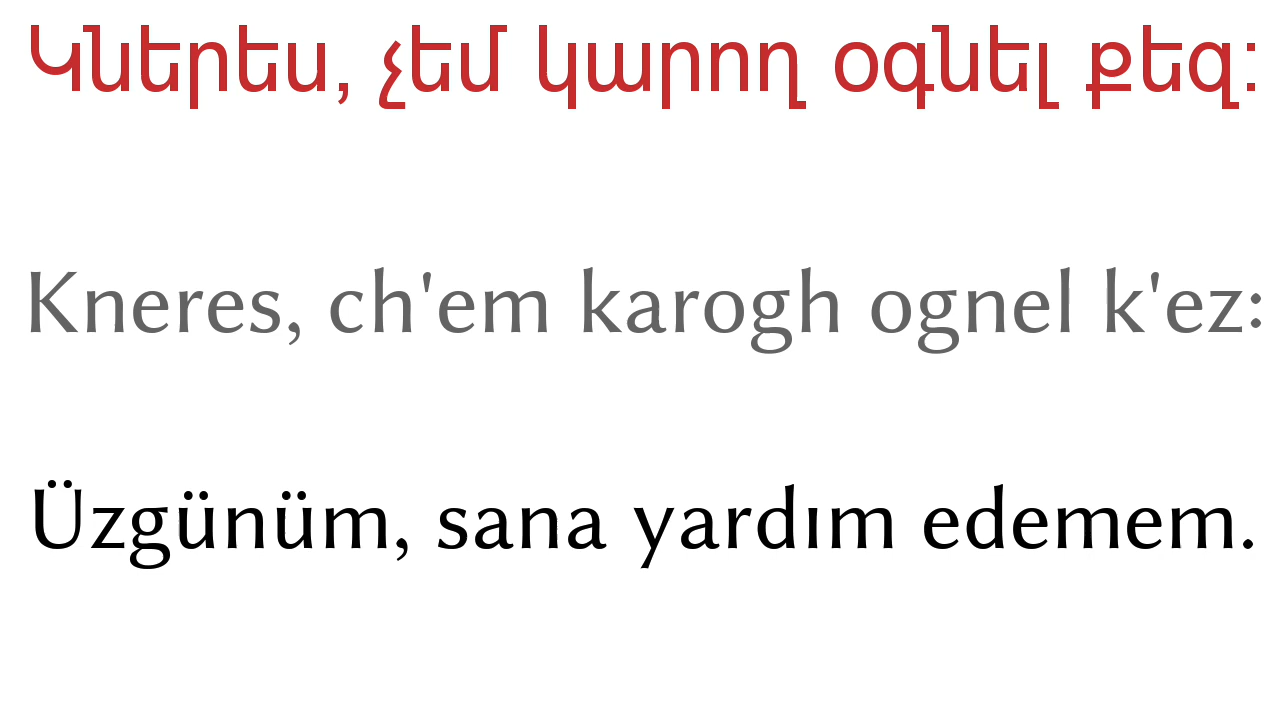 Կներես, չեմ կարող օգնել քեզ:
Kneres, ch'em karogh ognel k'ez:
Üzgünüm, sana yardım edemem.